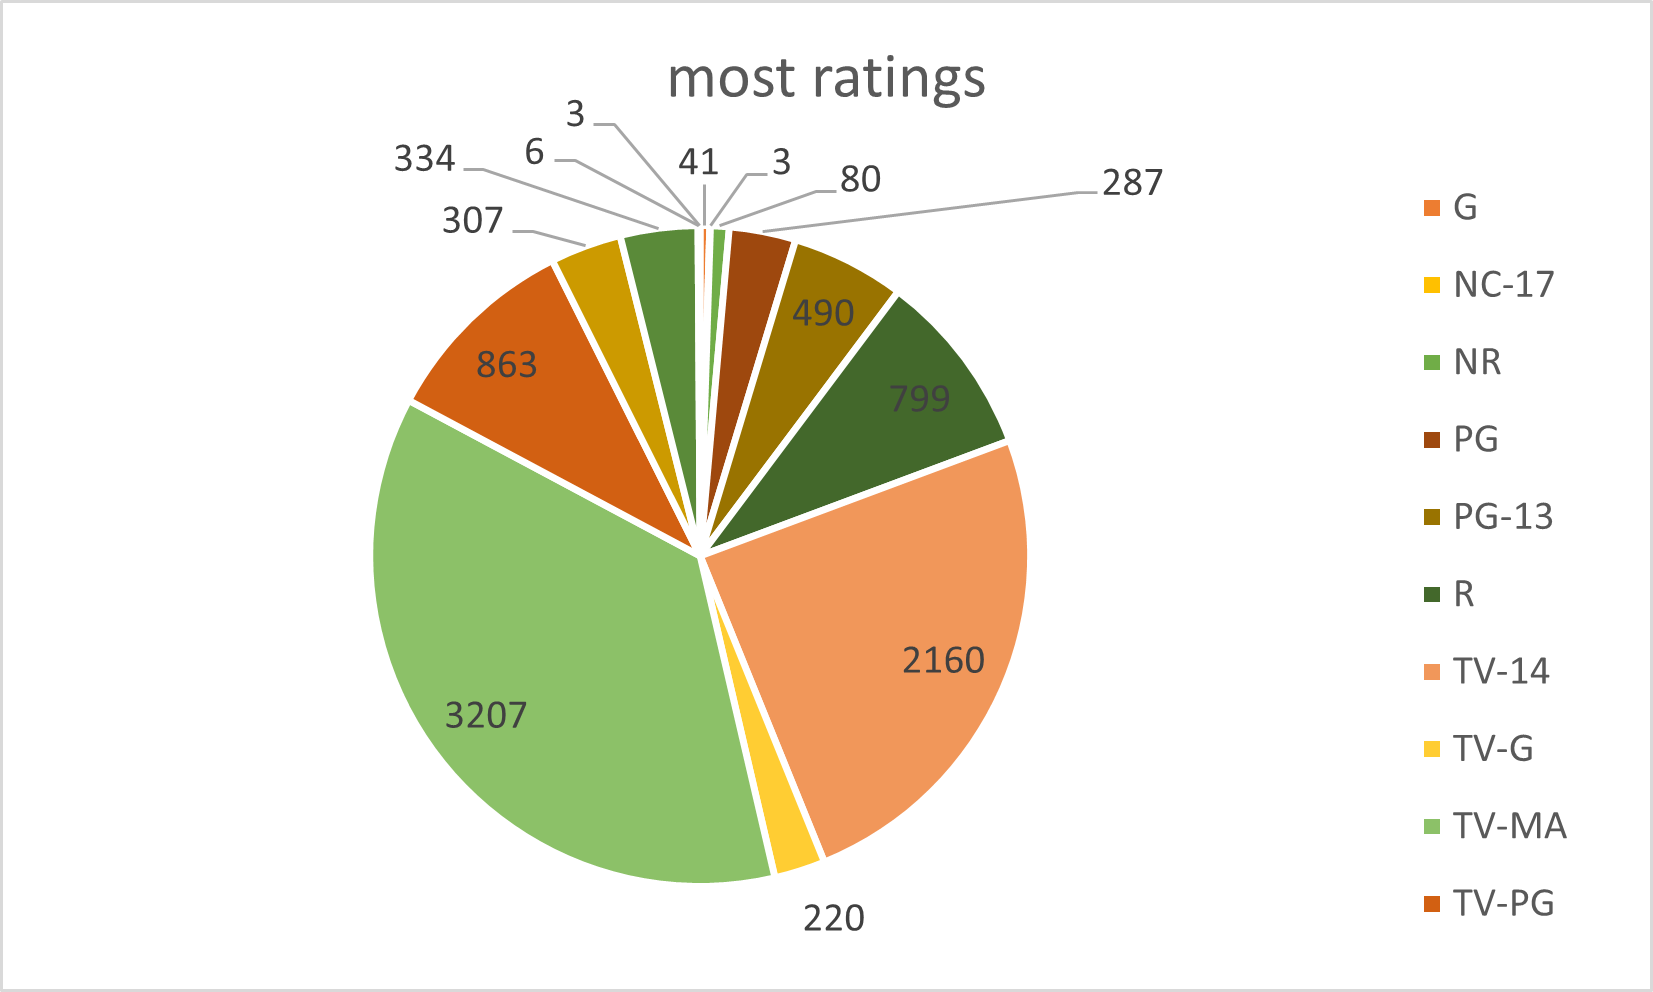 most ratings
3
6
334
307
41
3
80
287
490
799
863
2160
3207
220
G
NC-17
NR
PG
PG-13
R
TV-14
TV-G
TV-MA
TV-PG